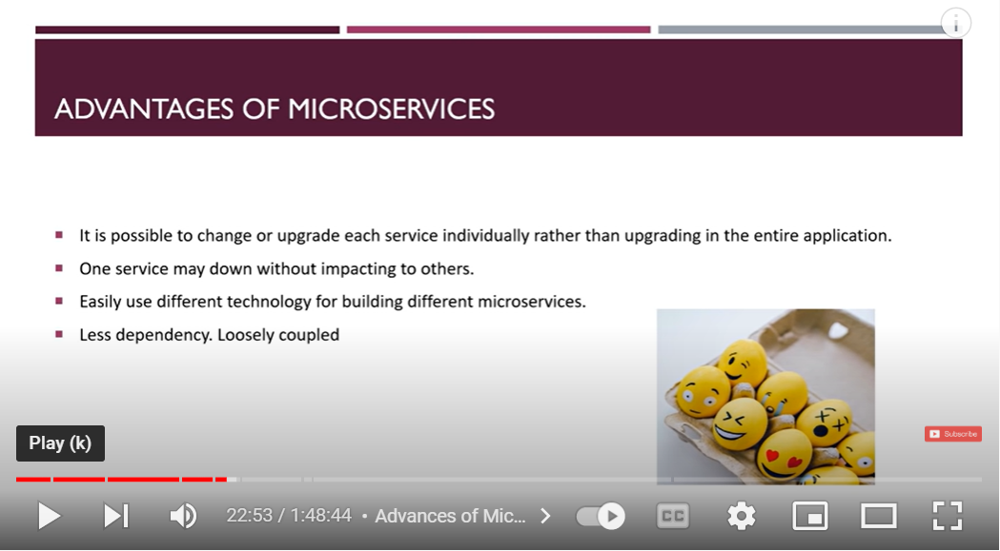 ADVANTAGES OF MICROSERVICES
It is possible to change or upgrade each service individually rather than upgrading in the entire application.
One service may down without impacting to others.
Easily use different technology for building different microservices.
Less dependency. Loosely coupled
Subscribe
Play (k)
22:53 / 1:48:44 • Advances of Mic...
CC